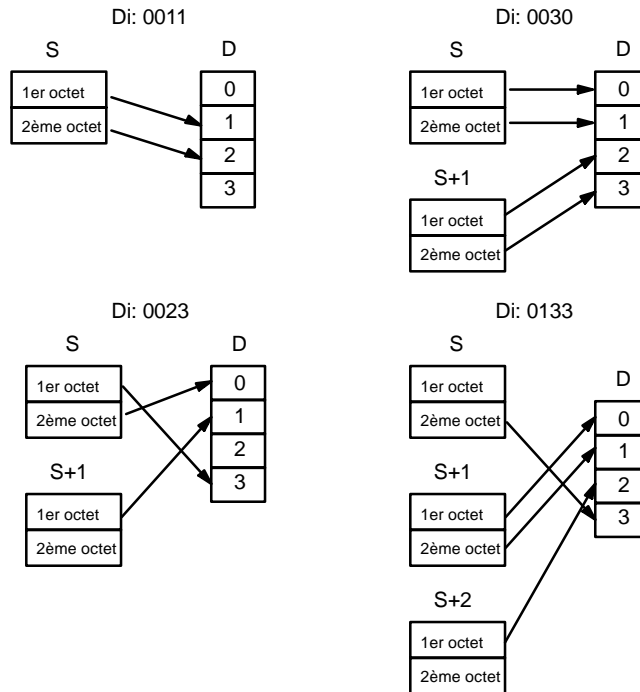 Di: 0011
S D
1er octet
2ème octet
0
1
2
3
Di: 0030
S D
1er octet
2ème octet
S+1
1er octet
2ème octet
0
1
2
3
Di: 0023
S D
1er octet
2ème octet
S+1
1er octet
2ème octet
0
1
2
3
Di: 0133
S
D
1er octet
2ème octet
S+1
1er octet
2ème octet
S+2
1er octet
2ème octet
0
1
2
3